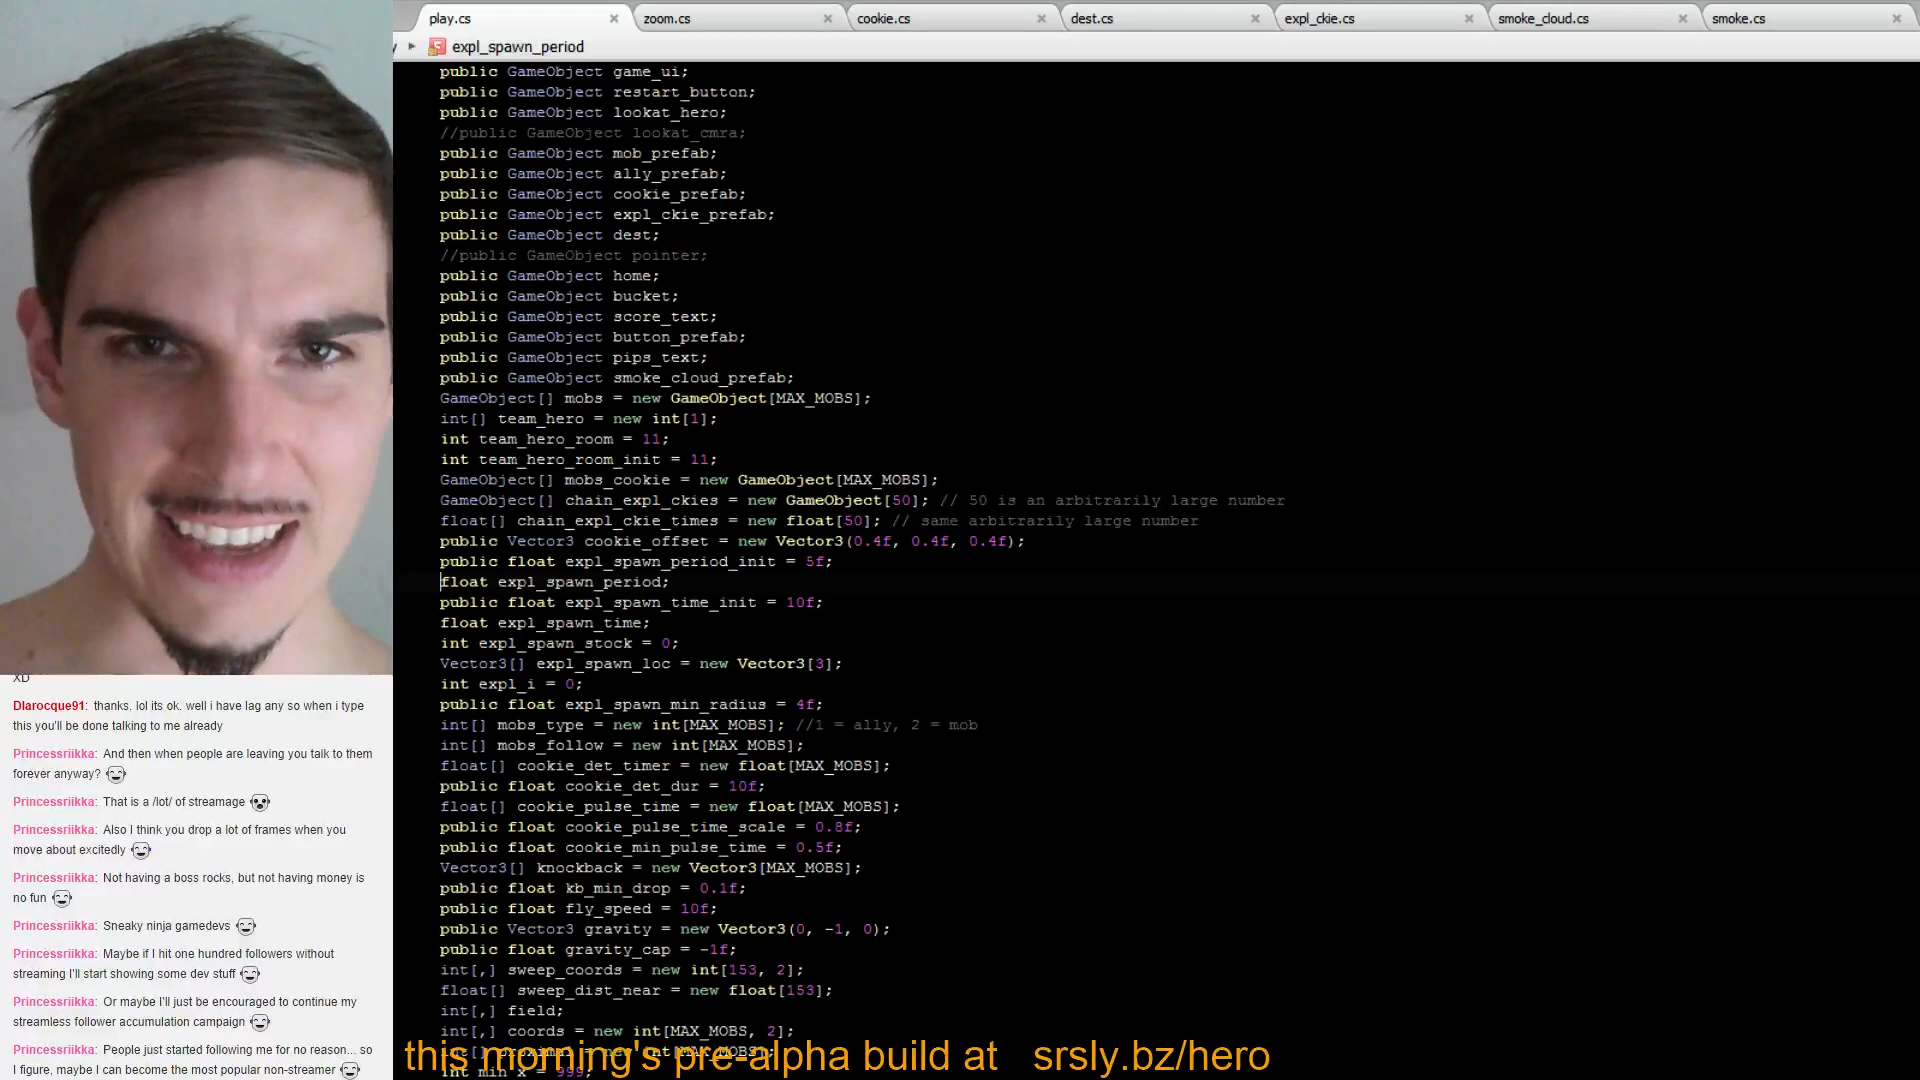 play.cs
zoom.cs
cookie.cs
dest.cs
expl_ckie.cs
smoke_cloud.cs
smoke.cs
expl_spawn_period
public GameObject game_ui;
public GameObject restart_button;
public GameObject lookat_hero;
//public GameObject lookat_cmra;
public GameObject mob_prefab;
public GameObject ally_prefab;
public GameObject cookie_prefab;
public GameObject expl_ckie_prefab;
public GameObject dest;
//public GameObject pointer;
public GameObject home;
public GameObject bucket;
public GameObject score_text;
public GameObject button_prefab;
public GameObject pips_text;
public GameObject smoke_cloud_prefab;
GameObject[] mobs = new GameObject[MAX_MOBS];
int[] team_hero = new int[1];
int team_hero_room = 11;
int team_hero_room_init = 11;
GameObject[] mobs_cookie = new GameObject[MAX_MOBS];
GameObject[] chain_expl_ckies = new GameObject[50]; // 50 is an arbitrarily large number
float[] chain_expl_ckie_times = new float[50]; // same arbitrarily large number
public Vector3 cookie_offset = new Vector3(0.4f, 0.4f, 0.4f);
public float expl_spawn_period_init = 5f;
float expl_spawn_period;
public float expl_spawn_time_init = 10f;
float expl_spawn_time;
int expl_spawn_stock = 0;
Vector3[] expl_spawn_loc = new Vector3[3];
int expl_i = 0;
public float expl_spawn_min_radius = 4f;
int[] mobs_type = new int[MAX_MOBS]; //1 = ally, 2 = mob
int[] mobs_follow = new int[MAX_MOBS];
float[] cookie_det_timer = new float[MAX_MOBS];
public float cookie_det_dur = 10f;
float[] cookie_pulse_time = new float[MAX_MOBS];
public float cookie_pulse_time_scale = 0.8f;
public float cookie_min_pulse_time = 0.5f;
Vector3[] knockback = new Vector3[MAX_MOBS];
public float kb_min_drop = 0.1f;
public float fly_speed = 10f;
public Vector3 gravity = new Vector3(0, -1, 0);
public float gravity_cap = -1f;
int[,] sweep_coords = new int[153, 2];
float[] sweep_dist_near = new float[153];
int[,] field;
int[,] coords = new int[MAX_MOBS, 2];
int[] proximal = new int[MAX_MOBS];
int min_x = 999;
XD
Dlarocque91: thanks. lol its ok. well i have lag any so when i type
this you'll be done talking to me already
Princessriikka: And then when people are leaving you talk to them
forever anyway?
Princessriikka: That is a /lot/ of streamage
Princessriikka: Also I think you drop a lot of frames when you
move about excitedly
Princessriikka: Not having a boss rocks, but not having money is
no fun
Princessriikka: Sneaky ninja gamedevs
Princessriikka: Maybe if I hit one hundred followers without
streaming I'll start showing some dev stuff
Princessriikka: Or maybe I'll just be encouraged to continue my
streamless follower accumulation campaign
Princessriikka: People just started following me for no reason... so
I figure, maybe I can become the most popular non-streamer
this morning's pre-alpha build at srsly.bz/hero